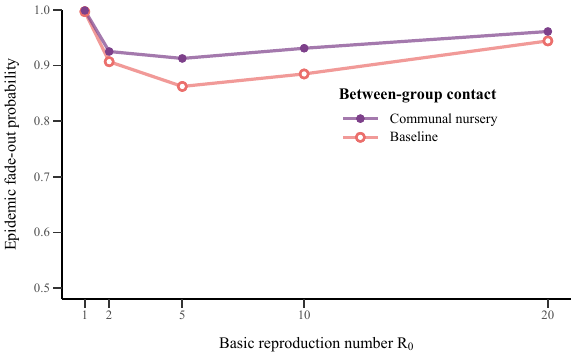 1.0
0.9
0.8
0.7
0.6
0.5
Epidemic fade-out probability
Between-group contact
Communal nursery
Baseline
1 2 5 10 20
Basic reproduction number R₀